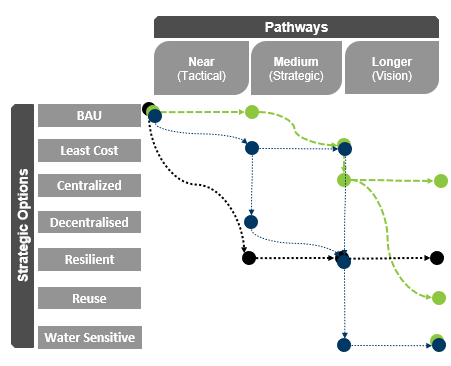 Pathways
Near
(Tactical)
Medium
(Strategic)
Longer
(Vision)
Strategic Options
BAU
Least Cost
Centralized
Decentralised
Resilient
Reuse
Water Sensitive